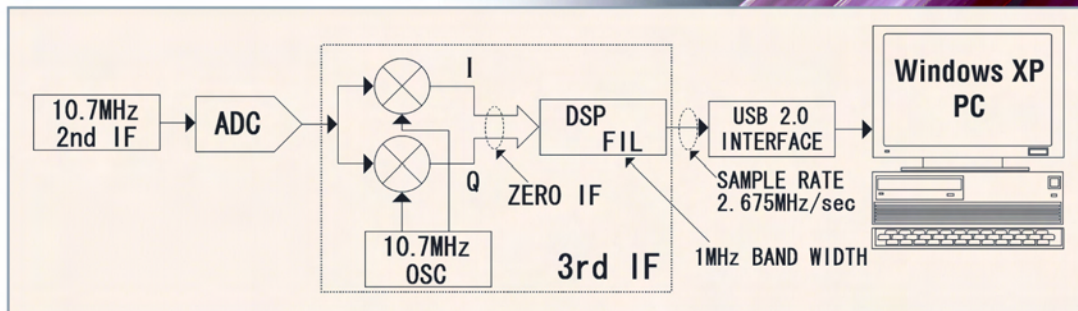 10.7MHz
2nd IF
ADC
I
Q
10.7MHz
OSC
ZERO IF
DSP
FIL
3rd IF
1MHz BAND WIDTH
SAMPLE RATE
2.675MHz/sec
USB 2.0
INTERFACE
Windows XP
PC